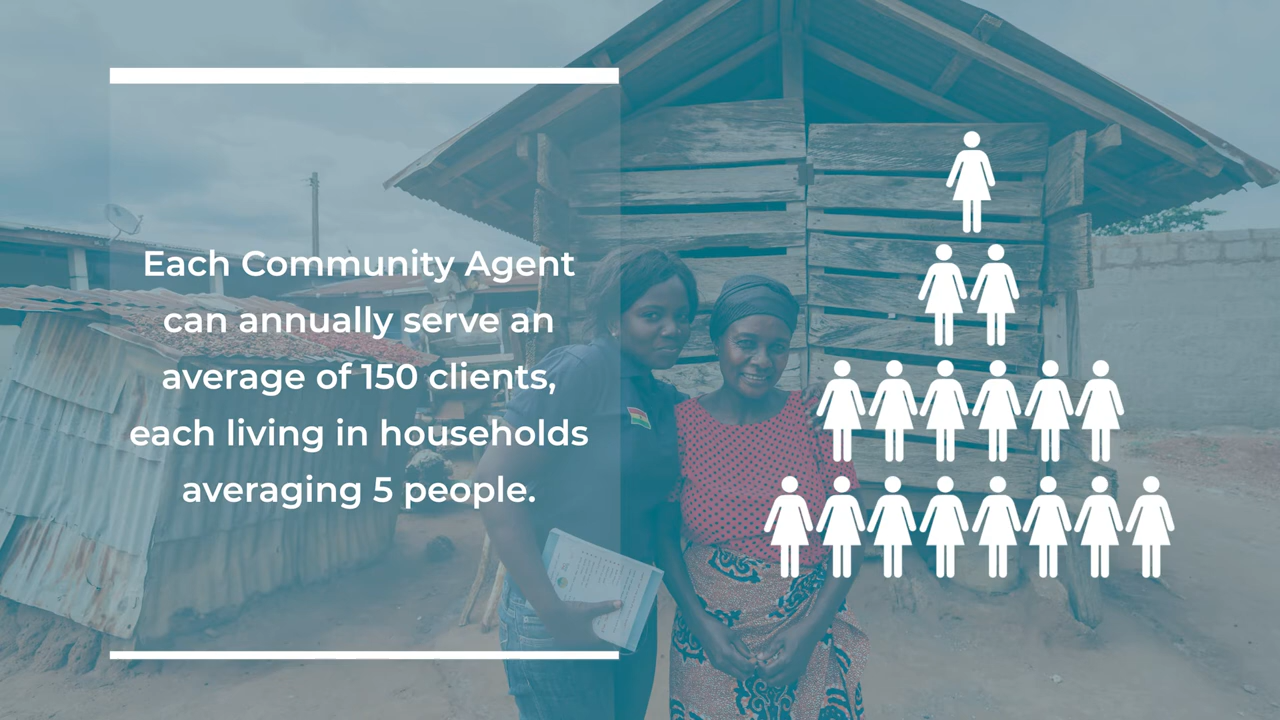 Each Community Agent
can annually serve an
average of 150 clients,
each living in households
averaging 5 people.